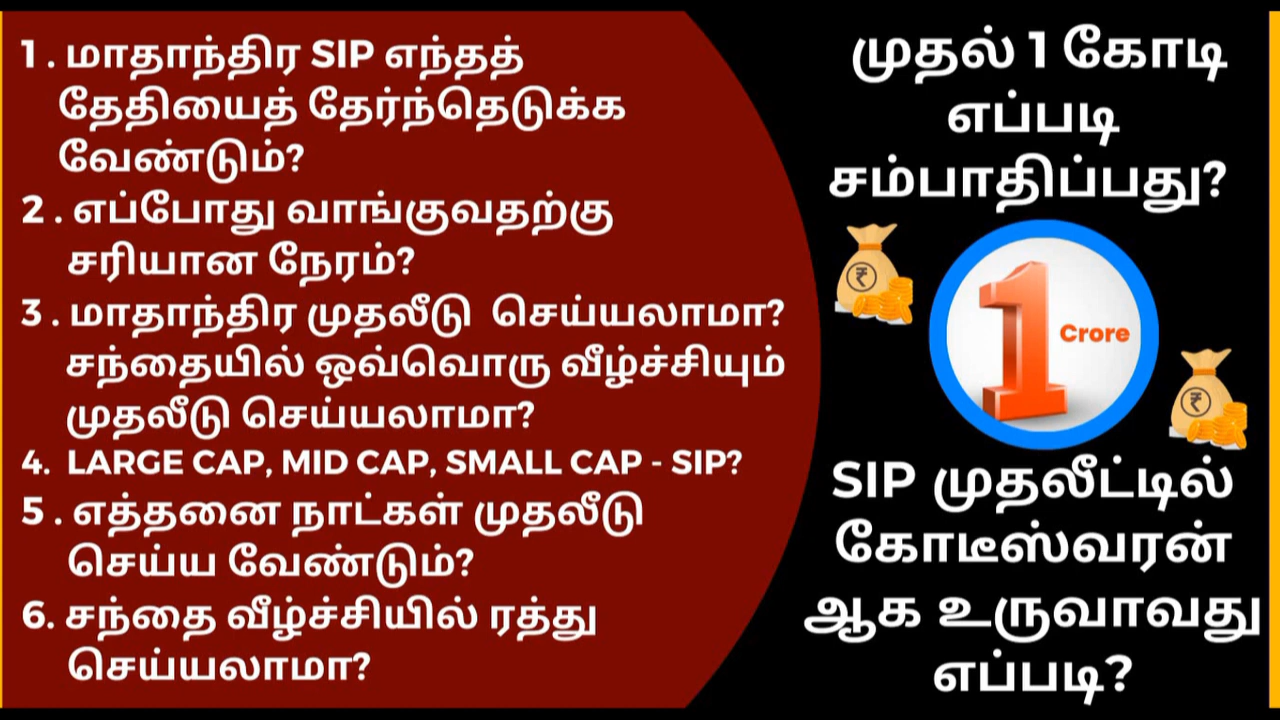 1 . மாதாந்திர SIP எந்தத்
தேதியைத் தேர்ந்தெடுக்க
வேண்டும்?
2 . எப்போது வாங்குவதற்கு
சரியான நேரம்?
3 . மாதாந்திர முதலீடு செய்யலாமா?
சந்தையில் ஒவ்வொரு வீழ்ச்சியும்
முதலீடு செய்யலாமா?
4. LARGE CAP, MID CAP, SMALL CAP - SIP?
5 . எத்தனை நாட்கள் முதலீடு
செய்ய வேண்டும்?
6. சந்தை வீழ்ச்சியில் ரத்து
செய்யலாமா?
முதல் 1 கோடி
எப்படி
சம்பாதிப்பது?
₹
1 Crore
₹
SIP முதலீட்டில்
கோடீஸ்வரன்
ஆக உருவாவது
எப்படி?